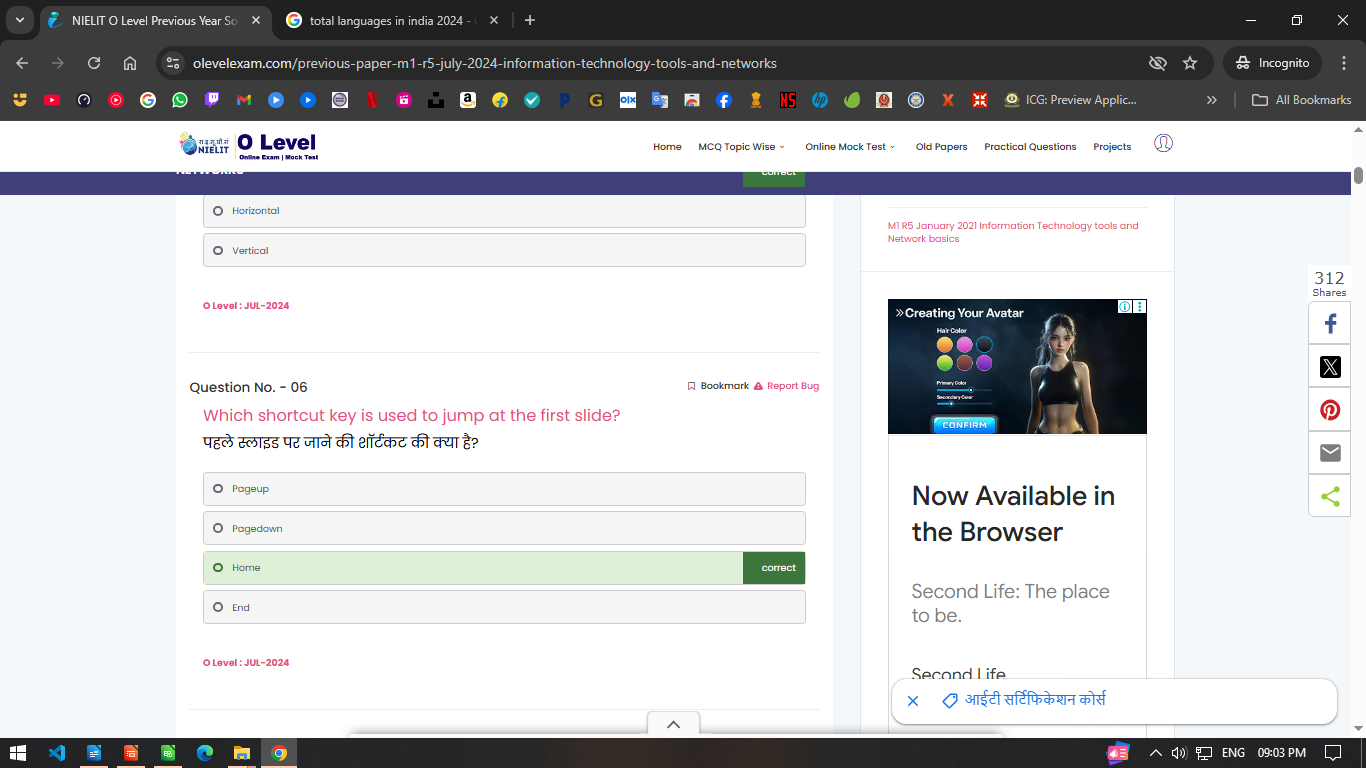 NIELIT O Level Previous Year So
total languages in india 2024 -
olevelexam.com/previous-paper-m1-r5-july-2024-information-technology-tools-and-networks
Incognito
ICG: Preview Applic...
All Bookmarks
NIELIT
O Level
Online Exam | Mock Test
Home
MCQ Topic Wise
Online Mock Test
Old Papers
Practical Questions
Projects
NETWORKS
correct
Horizontal
Vertical
O Level : JUL-2024
M1 R5 January 2021 Information Technology tools and
Network basics
312
Shares
Creating Your Avatar
Hair Color
Primary Color
Secondary Color
CONFIRM
Question No. - 06
Bookmark
Report Bug
Which shortcut key is used to jump at the first slide?
पहले स्लाइड पर जाने की शॉर्टकट की क्या है?
Pageup
Pagedown
Home
correct
End
O Level : JUL-2024
Now Available in
the Browser
Second Life: The place
to be.
Second Life
आईटी सर्टिफिकेशन कोर्स
ENG
09:03 PM